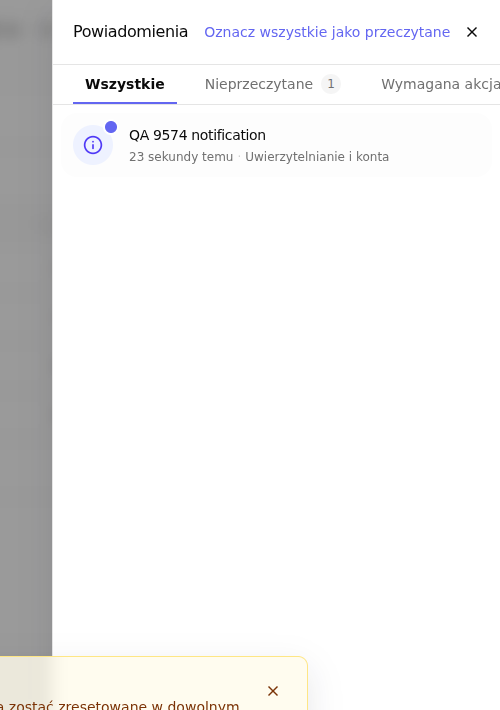 Powiadomienia Oznacz wszystkie jako przeczytane
Wszystkie Nieprzeczytane 1 Wymagana akcja
QA 9574 notification
23 sekundy temu · Uwierzytelnianie i konta
zostać zresetowane w dowolnym